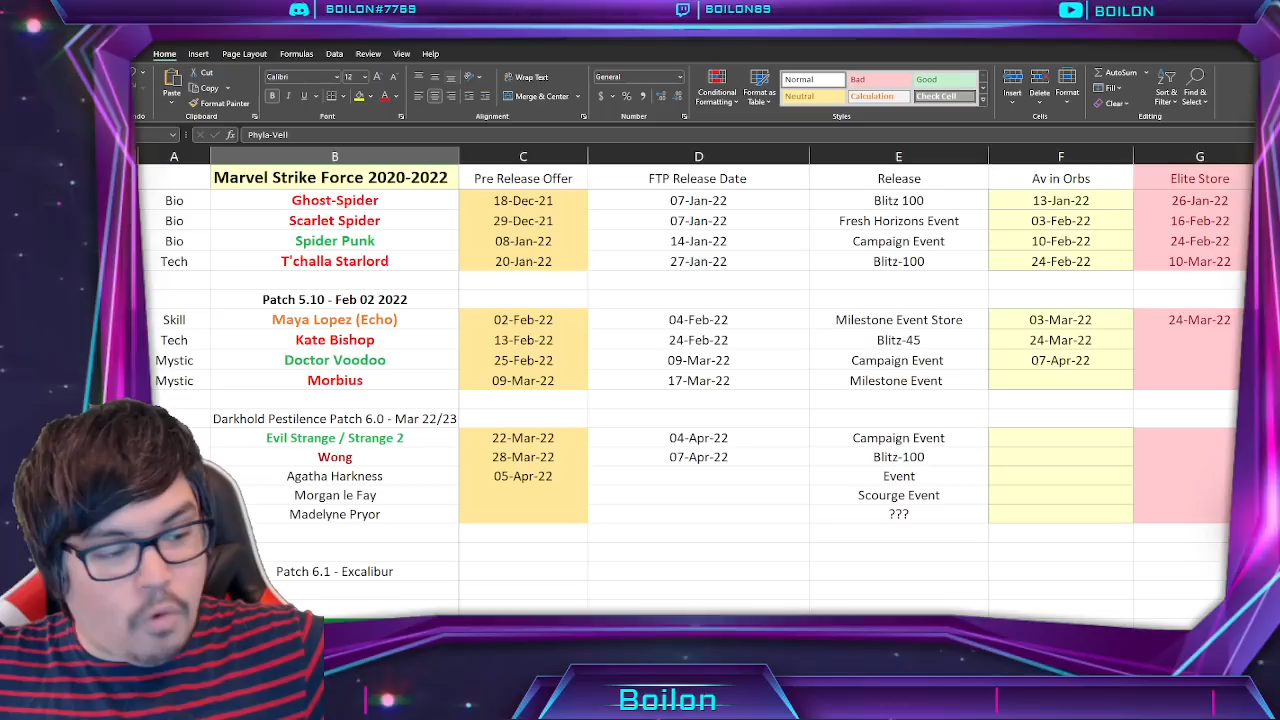 BOILON#7769 BOILON89 BOILON
Home Insert Page Layout Formulas Data Review View Help
Cut
Copy
Format Painter
Paste
Calibri 12 A A
B I U A
Wrap Text
Merge & Center
General
$ %
Conditional Formatting
Format as Table
Normal Bad Good
Neutral Calculation Check Cell
Insert Delete Format
AutoSum
Fill
Clear
Sort & Filter
Find & Select
Clipboard Font Alignment Number Styles Cells Editing
fx Phyla-Vell
A B C D E F G
Marvel Strike Force 2020-2022 Pre Release Offer FTP Release Date Release Av in Orbs Elite Store
Bio Ghost-Spider 18-Dec-21 07-Jan-22 Blitz 100 13-Jan-22 26-Jan-22
Bio Scarlet Spider 29-Dec-21 07-Jan-22 Fresh Horizons Event 03-Feb-22 16-Feb-22
Bio Spider Punk 08-Jan-22 14-Jan-22 Campaign Event 10-Feb-22 24-Feb-22
Tech T'challa Starlord 20-Jan-22 27-Jan-22 Blitz-100 24-Feb-22 10-Mar-22
Patch 5.10 - Feb 02 2022
Skill Maya Lopez (Echo) 02-Feb-22 04-Feb-22 Milestone Event Store 03-Mar-22 24-Mar-22
Tech Kate Bishop 13-Feb-22 24-Feb-22 Blitz-45 24-Mar-22
Mystic Doctor Voodoo 25-Feb-22 09-Mar-22 Campaign Event 07-Apr-22
Mystic Morbius 09-Mar-22 17-Mar-22 Milestone Event
Darkhold Pestilence Patch 6.0 - Mar 22/23
Evil Strange / Strange 2 22-Mar-22 04-Apr-22 Campaign Event
Wong 28-Mar-22 07-Apr-22 Blitz-100
Agatha Harkness 05-Apr-22 Event
Morgan le Fay Scourge Event
Madelyne Pryor ???
Patch 6.1 - Excalibur
Boilon